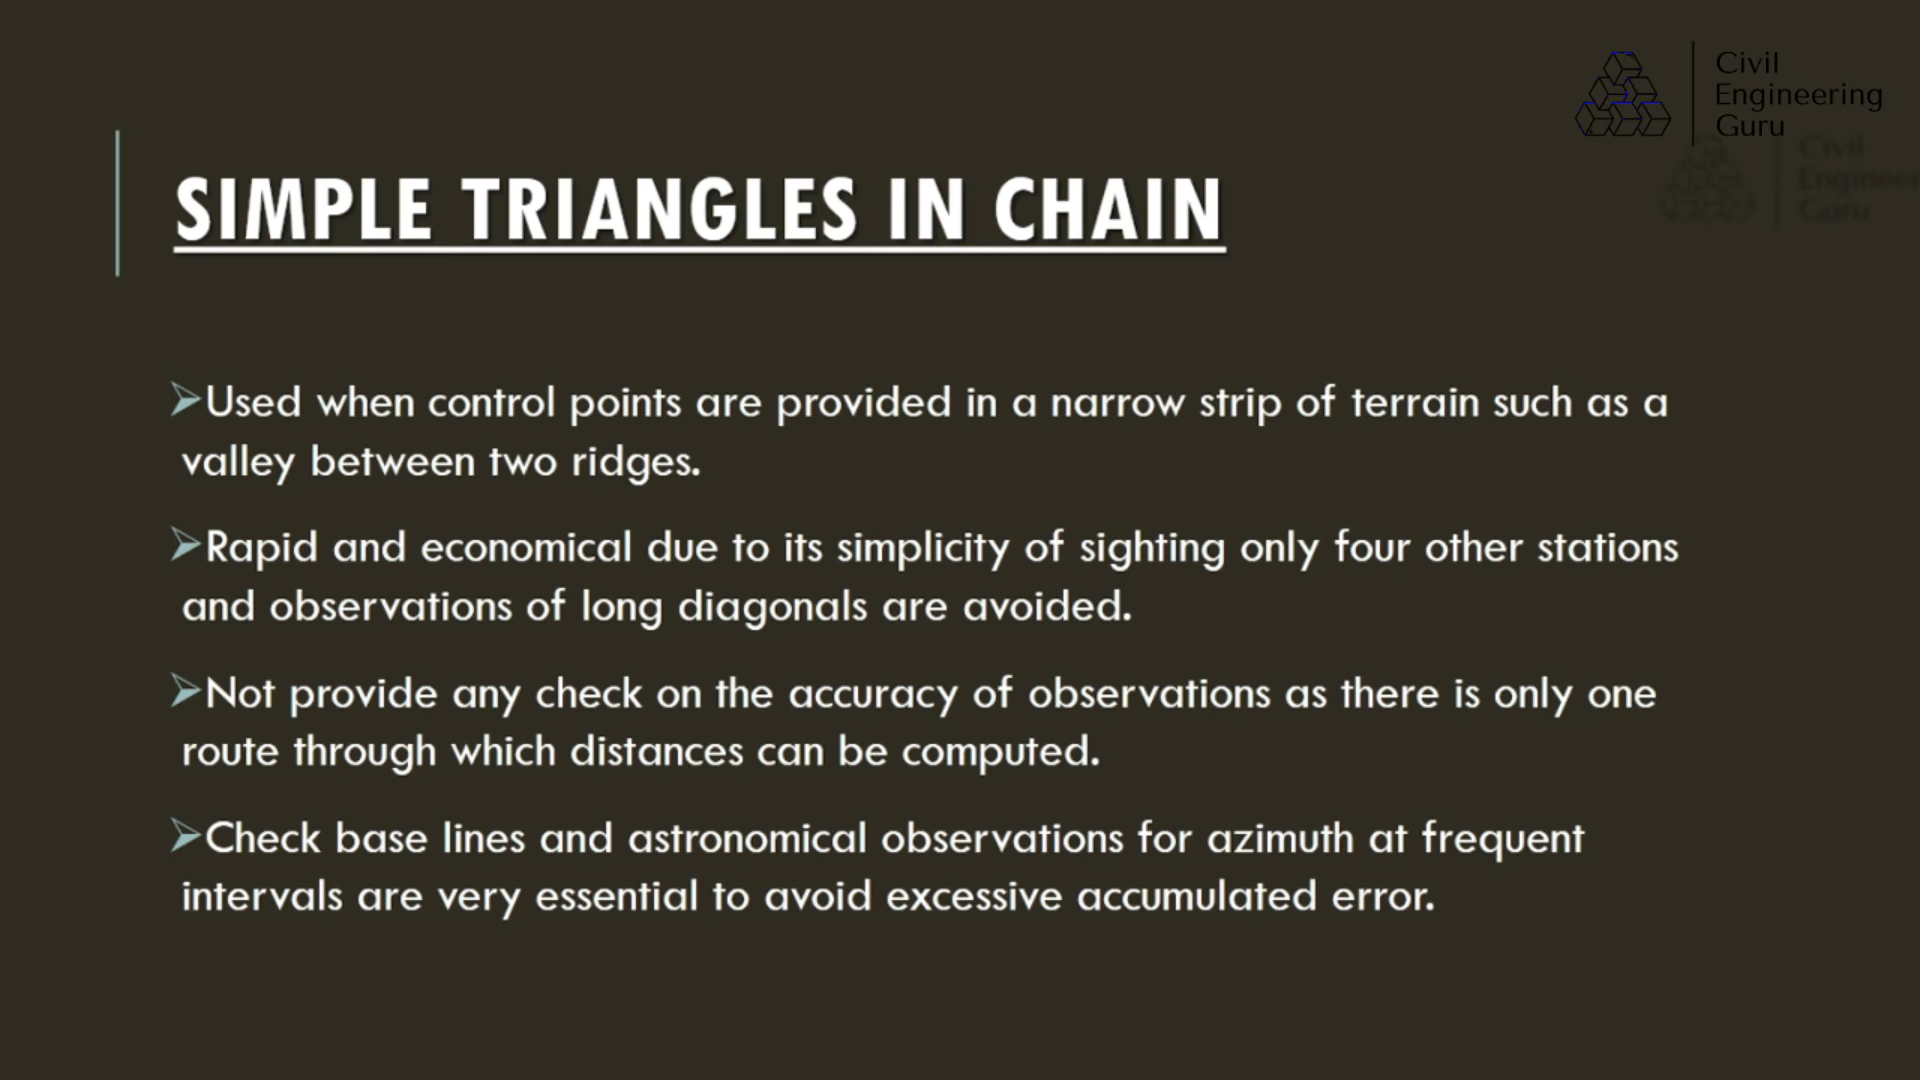 Civil
Engineering
Guru
SIMPLE TRIANGLES IN CHAIN
➢Used when control points are provided in a narrow strip of terrain such as a
valley between two ridges.
➢Rapid and economical due to its simplicity of sighting only four other stations
and observations of long diagonals are avoided.
➢Not provide any check on the accuracy of observations as there is only one
route through which distances can be computed.
➢Check base lines and astronomical observations for azimuth at frequent
intervals are very essential to avoid excessive accumulated error.